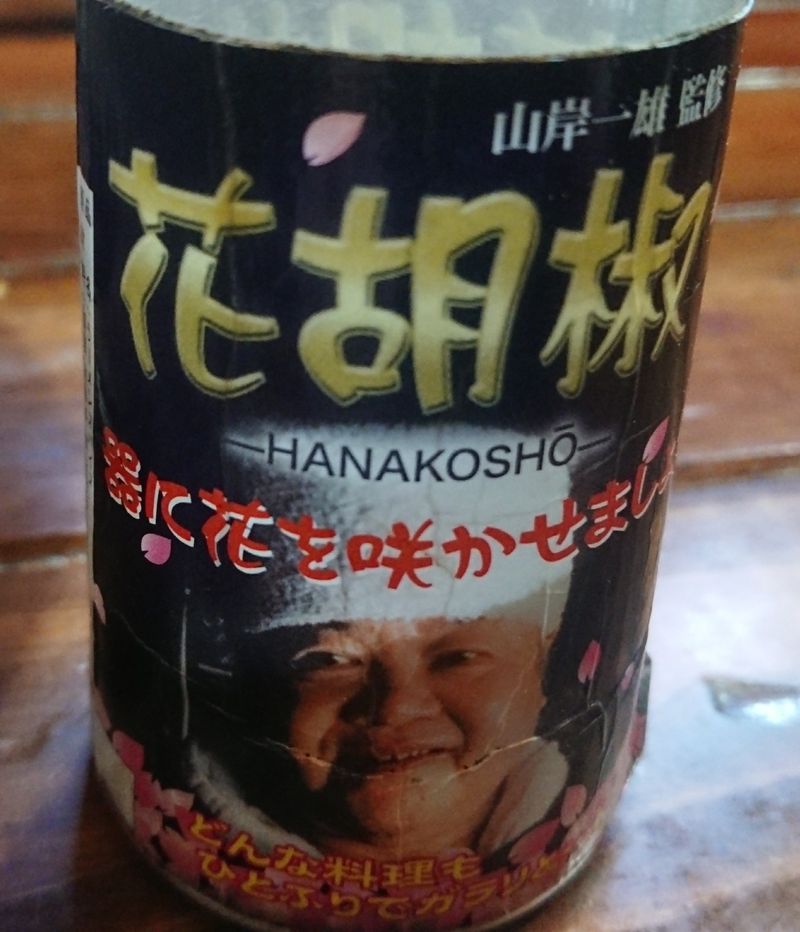 山岸一雄 監修
花胡椒
HANAKOSHŌ
器に花を咲かせましょ
どんな料理も
ひとふりでガラリと